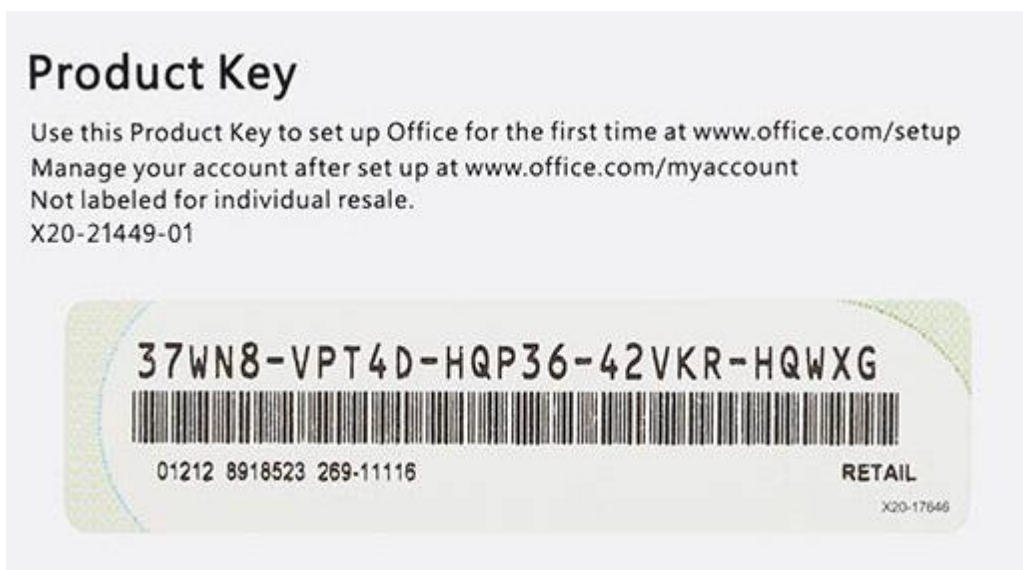 Product Key
Use this Product Key to set up Office for the first time at www.office.com/setup
Manage your account after set up at www.office.com/myaccount
Not labeled for individual resale.
X20-21449-01
37WN8-VPT4D-HQP36-42VKR-HQWXG
01212 8918523 269-11116
RETAIL
X20-17646